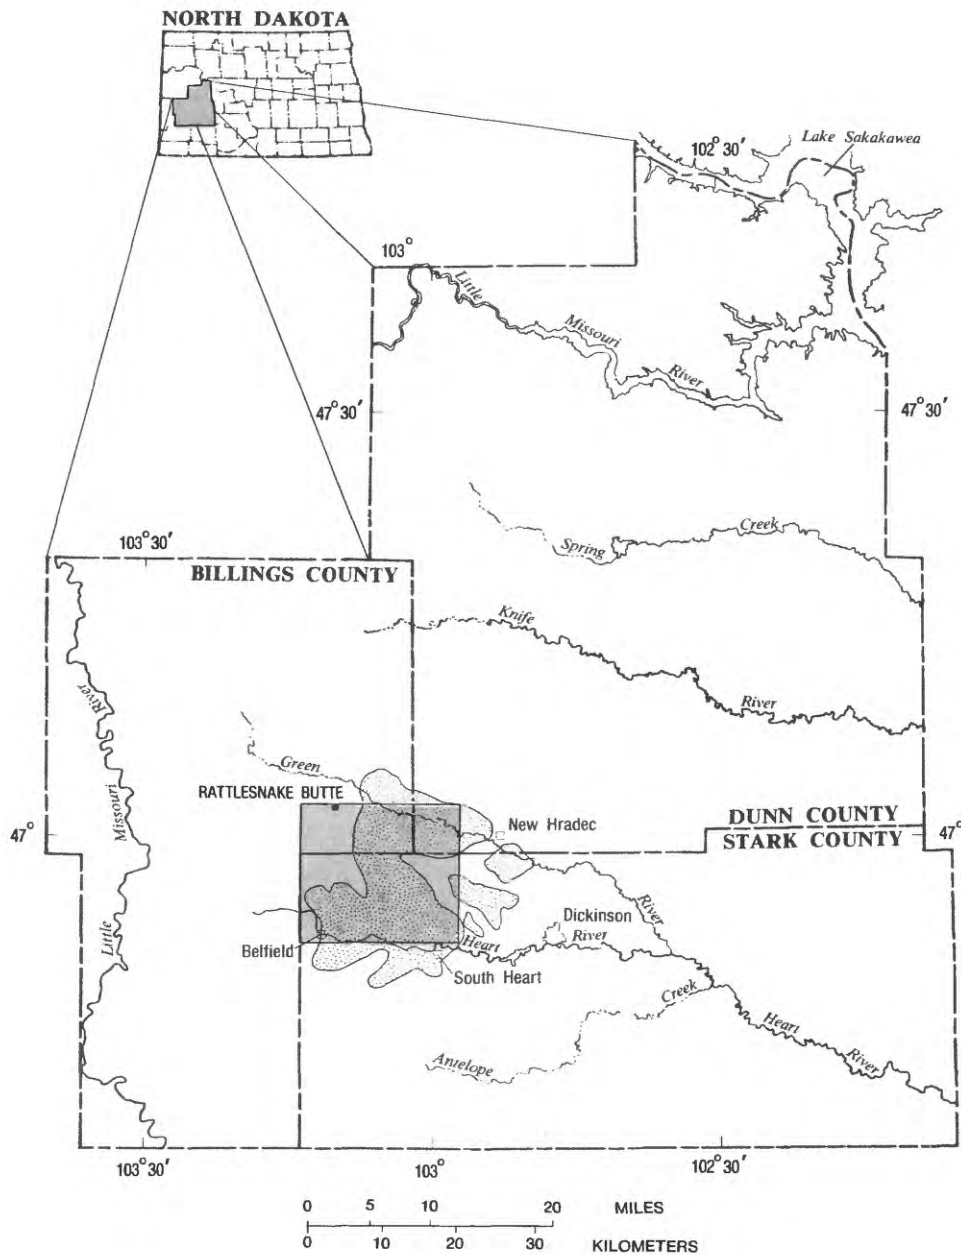 NORTH DAKOTA
Lake Sakakawea
102°30'
103°
Little
Missouri
River
47°30'
47°30'
Spring
Creek
103°30'
BILLINGS COUNTY
Knife
River
River
Missouri
Little
Green
RATTLESNAKE BUTTE
New Hradec
DUNN COUNTY
STARK COUNTY
47°
47°
River
Dickinson
Belfield
Heart
River
South Heart
Creek
Antelope
Heart
River
103°30'
103°
102°30'
0 5 10 20 MILES
0 10 20 30 KILOMETERS